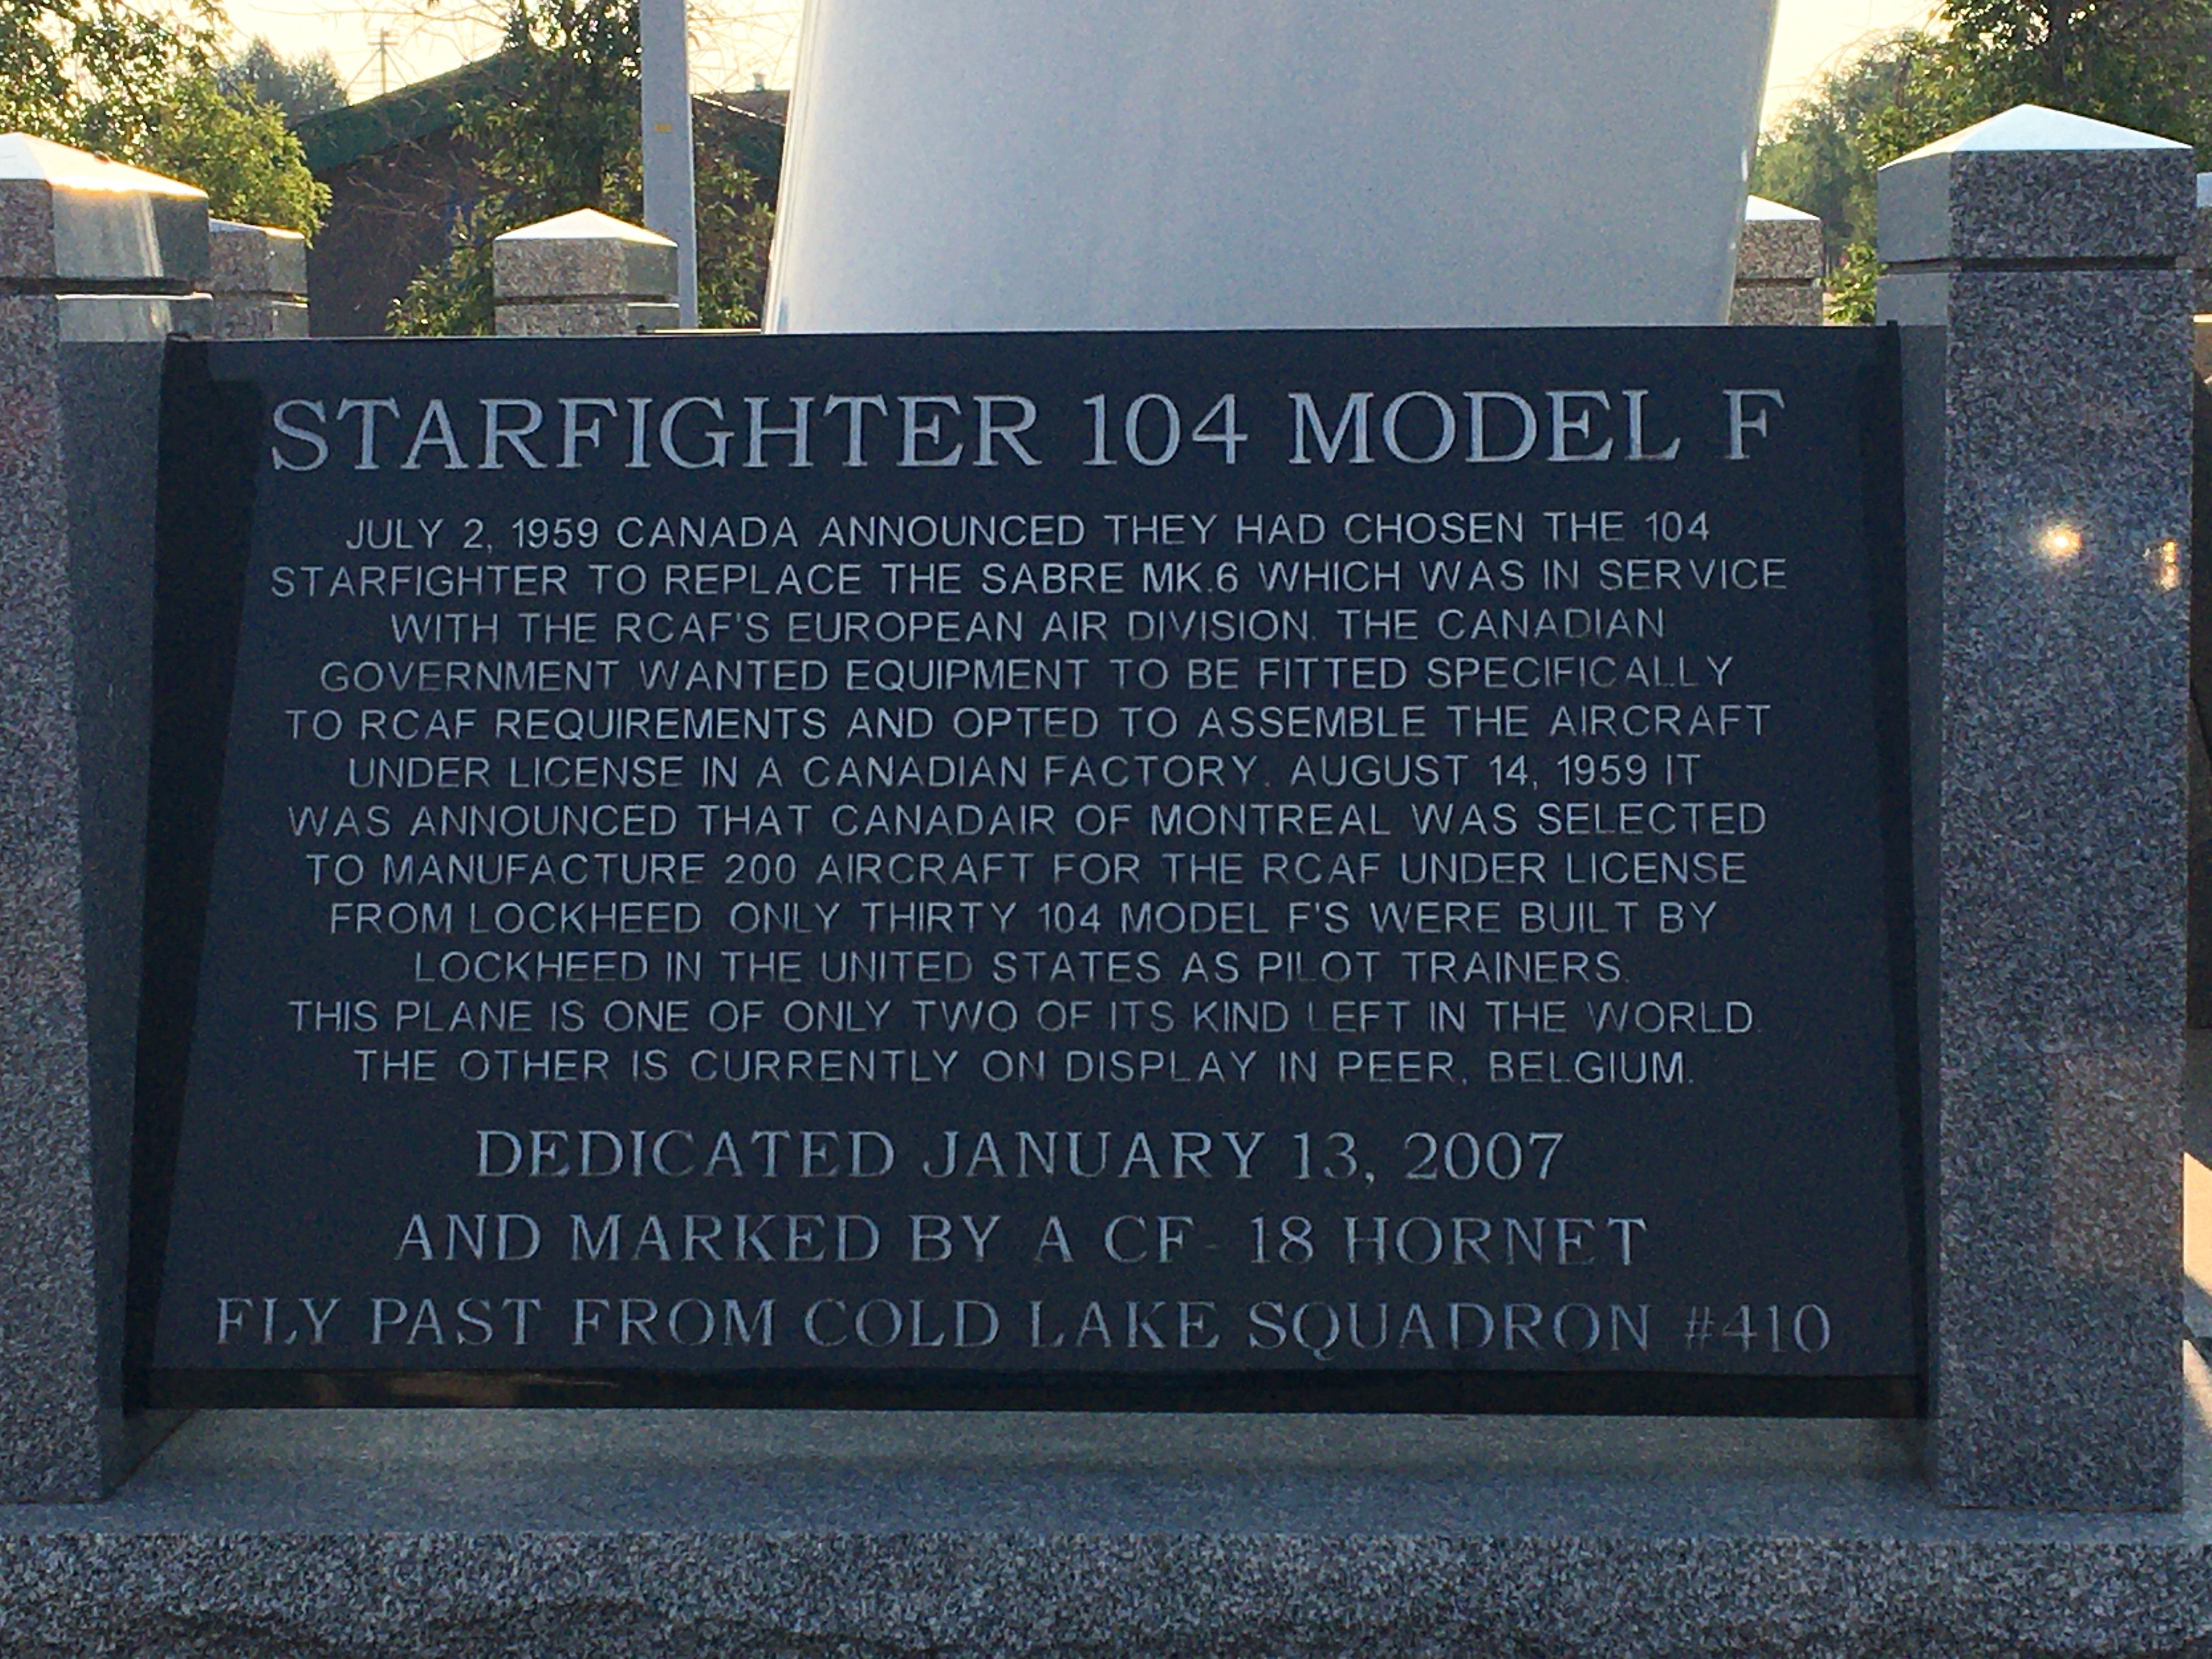 STARFIGHTER 104 MODEL F
JULY 2, 1959 CANADA ANNOUNCED THEY HAD CHOSEN THE 104
STARFIGHTER TO REPLACE THE SABRE MK.6 WHICH WAS IN SERVICE
WITH THE RCAF'S EUROPEAN AIR DIVISION. THE CANADIAN
GOVERNMENT WANTED EQUIPMENT TO BE FITTED SPECIFICALLY
TO RCAF REQUIREMENTS AND OPTED TO ASSEMBLE THE AIRCRAFT
UNDER LICENSE IN A CANADIAN FACTORY. AUGUST 14, 1959 IT
WAS ANNOUNCED THAT CANADAIR OF MONTREAL WAS SELECTED
TO MANUFACTURE 200 AIRCRAFT FOR THE RCAF UNDER LICENSE
FROM LOCKHEED ONLY THIRTY 104 MODEL F'S WERE BUILT BY
LOCKHEED IN THE UNITED STATES AS PILOT TRAINERS.
THIS PLANE IS ONE OF ONLY TWO OF ITS KIND LEFT IN THE WORLD.
THE OTHER IS CURRENTLY ON DISPLAY IN PEER, BELGIUM.
DEDICATED JANUARY 13, 2007
AND MARKED BY A CF-18 HORNET
FLY PAST FROM COLD LAKE SQUADRON #410